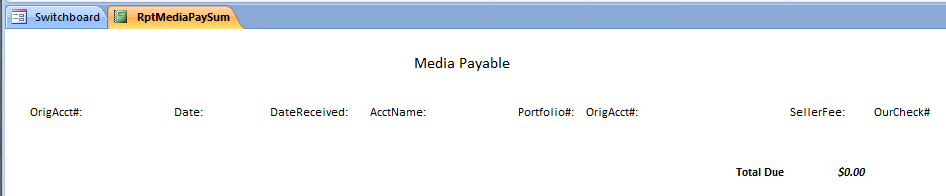 Switchboard RptMediaPaySum
Media Payable
OrigAcct#: Date: DateReceived: AcctName: Portfolio#: OrigAcct#: SellerFee: OurCheck#
Total Due $0.00